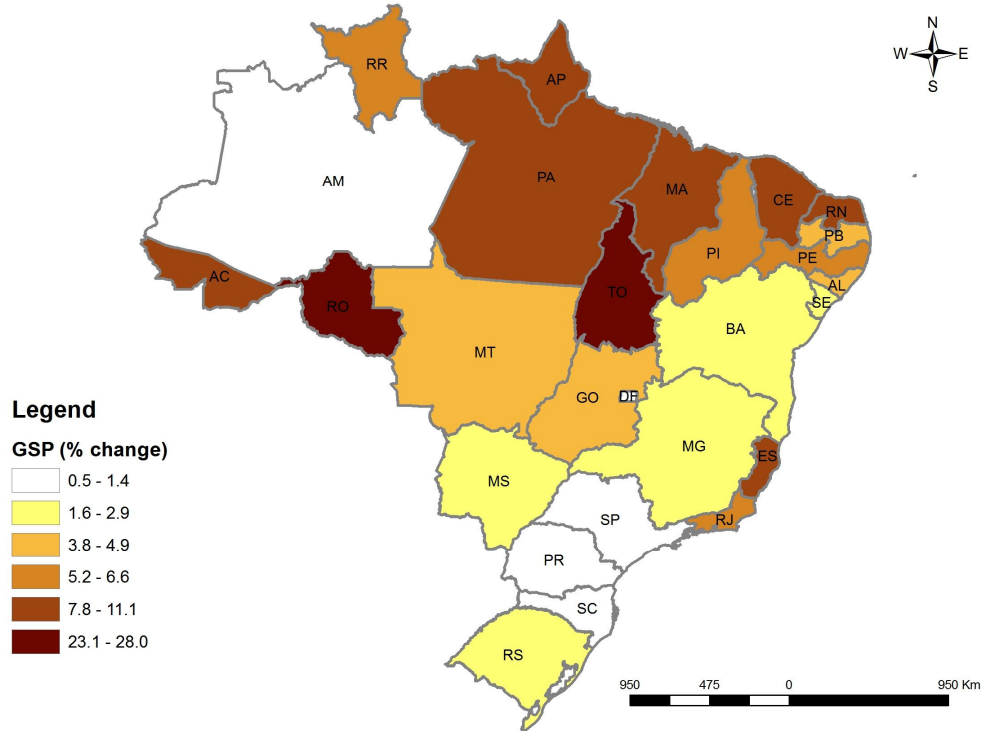 N
W E
S
RR
AP
AM
PA
MA
CE
RN
PB
PI
PE
AC
AL
RO
TO
SE
BA
MT
GO
DF
MG
ES
MS
SP
RJ
PR
SC
RS
Legend
GSP (% change)
0.5 - 1.4
1.6 - 2.9
3.8 - 4.9
5.2 - 6.6
7.8 - 11.1
23.1 - 28.0
950 475 0 950 Km